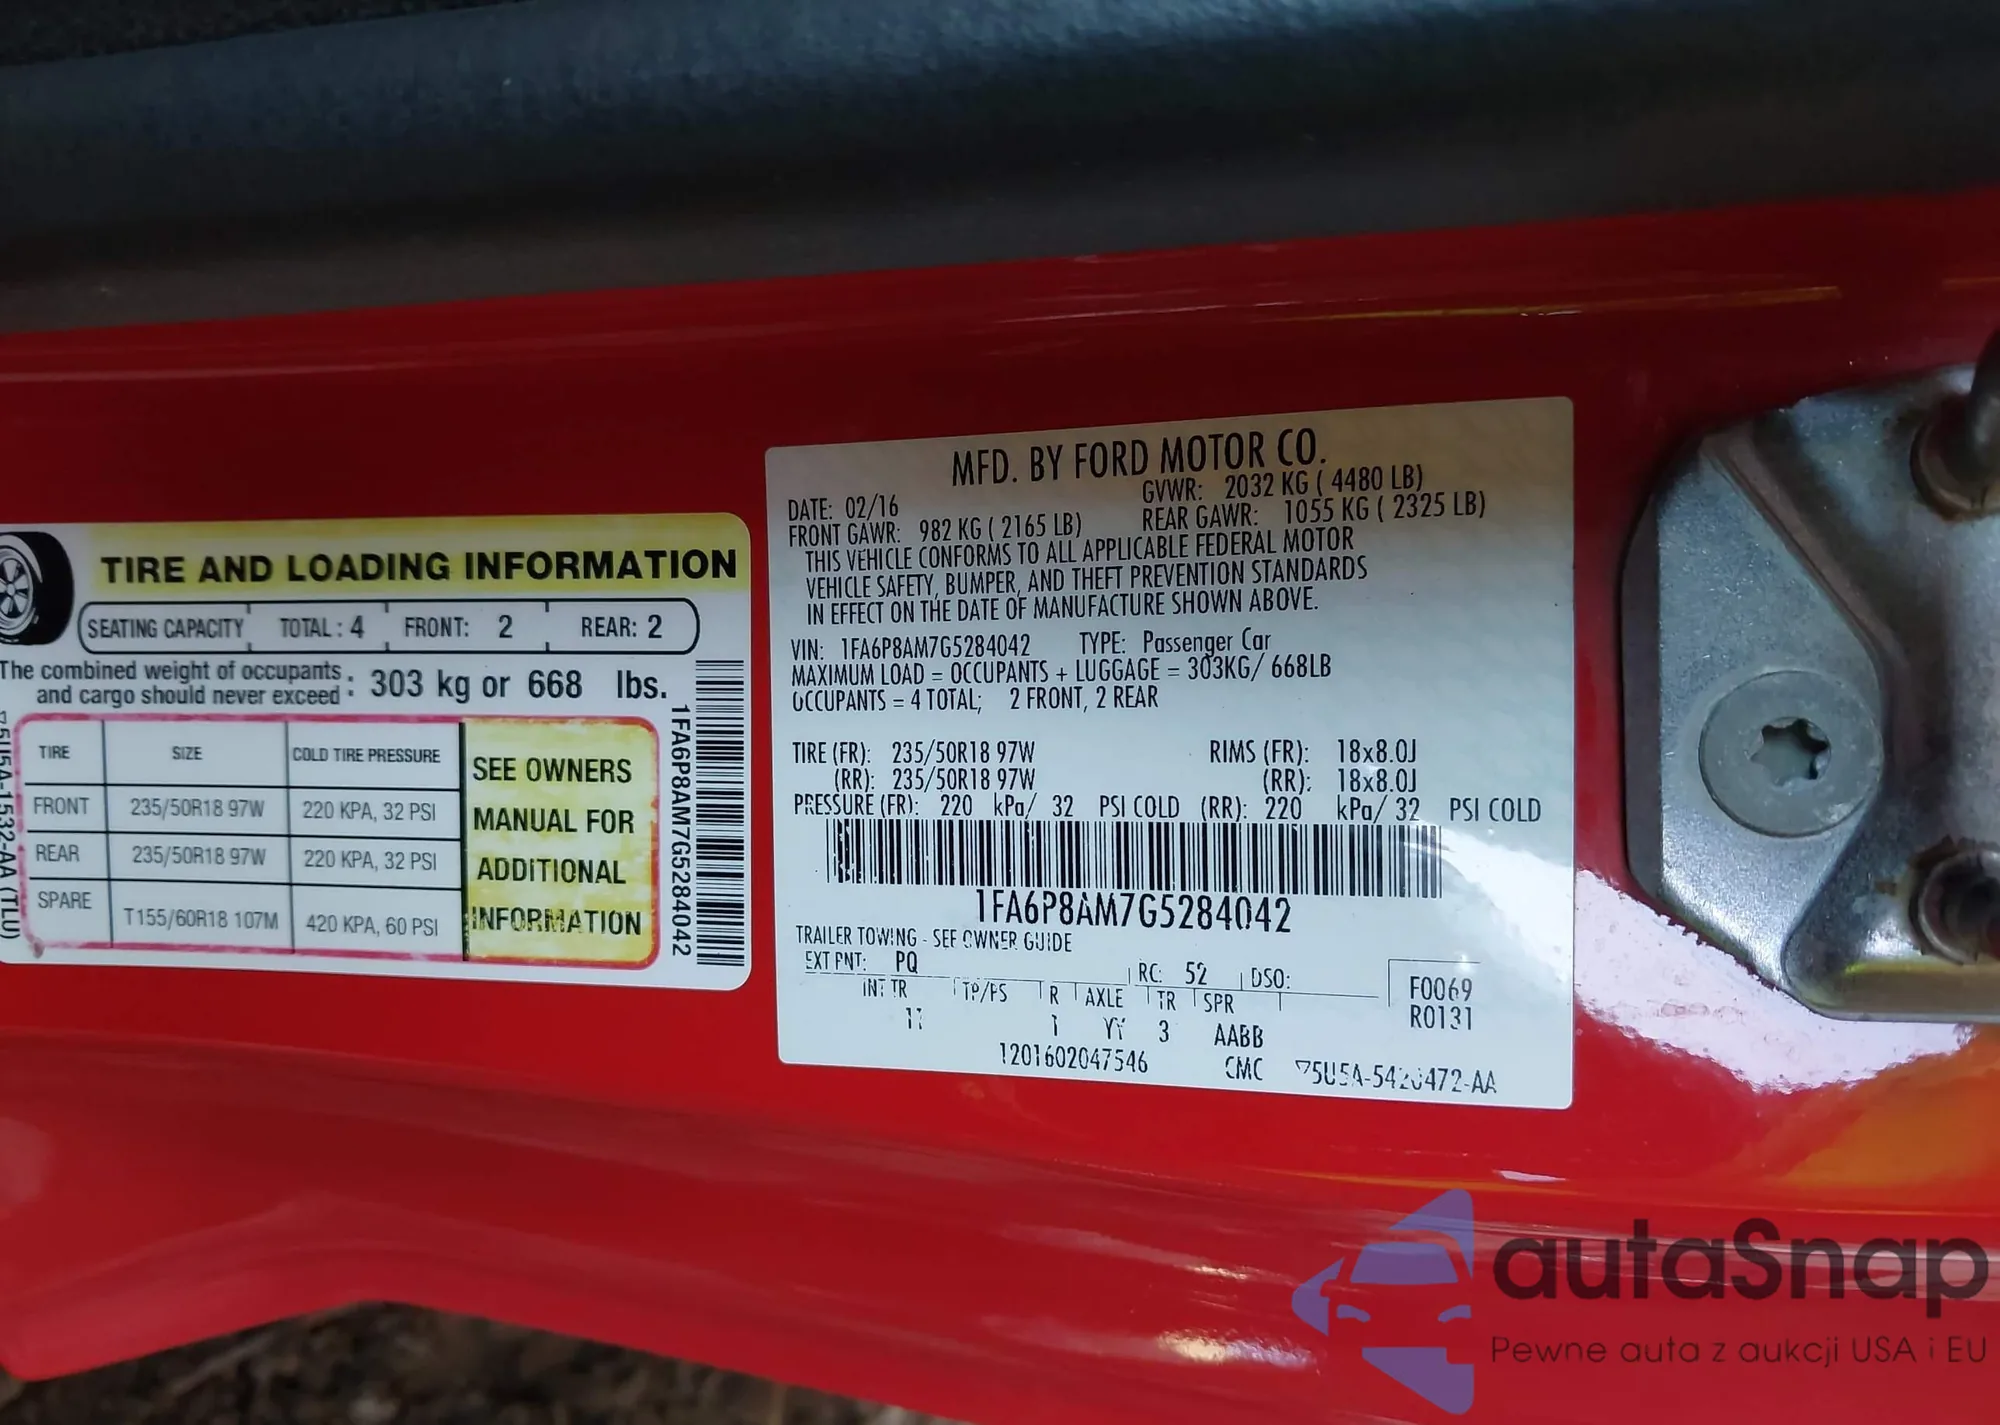 TIRE AND LOADING INFORMATION
SEATING CAPACITY TOTAL: 4 FRONT: 2 REAR: 2
The combined weight of occupants
and cargo should never exceed : 303 kg or 668 lbs.
TIRE SIZE COLD TIRE PRESSURE
FRONT 235/50R18 97W 220 KPA, 32 PSI
REAR 235/50R18 97W 220 KPA, 32 PSI
SPARE T155/60R18 107M 420 KPA, 60 PSI
SEE OWNERS
MANUAL FOR
ADDITIONAL
INFORMATION
1FA6P8AM7G5284042
MFD. BY FORD MOTOR CO.
DATE: 02/16 GVWR: 2032 KG ( 4480 LB)
FRONT GAWR: 982 KG ( 2165 LB) REAR GAWR: 1055 KG ( 2325 LB)
THIS VEHICLE CONFORMS TO ALL APPLICABLE FEDERAL MOTOR
VEHICLE SAFETY, BUMPER, AND THEFT PREVENTION STANDARDS
IN EFFECT ON THE DATE OF MANUFACTURE SHOWN ABOVE.
VIN: 1FA6P8AM7G5284042 TYPE: Passenger Car
MAXIMUM LOAD = OCCUPANTS + LUGGAGE = 303KG/ 668LB
OCCUPANTS = 4 TOTAL; 2 FRONT, 2 REAR
TIRE (FR): 235/50R18 97W RIMS (FR): 18x8.0J
(RR): 235/50R18 97W (RR): 18x8.0J
PRESSURE (FR): 220 kPa/ 32 PSI COLD (RR): 220 kPa/ 32 PSI COLD
1FA6P8AM7G5284042
TRAILER TOWING - SEE OWNER GUIDE
EXT PNT: PQ RC: 52 DSO:
INT TR TP/PS R AXLE TR SPR
1 YY 3 AABB
F0069
R0131
1201602047546 CMC
autaSnap
Pewne auta z aukcji USA i EU